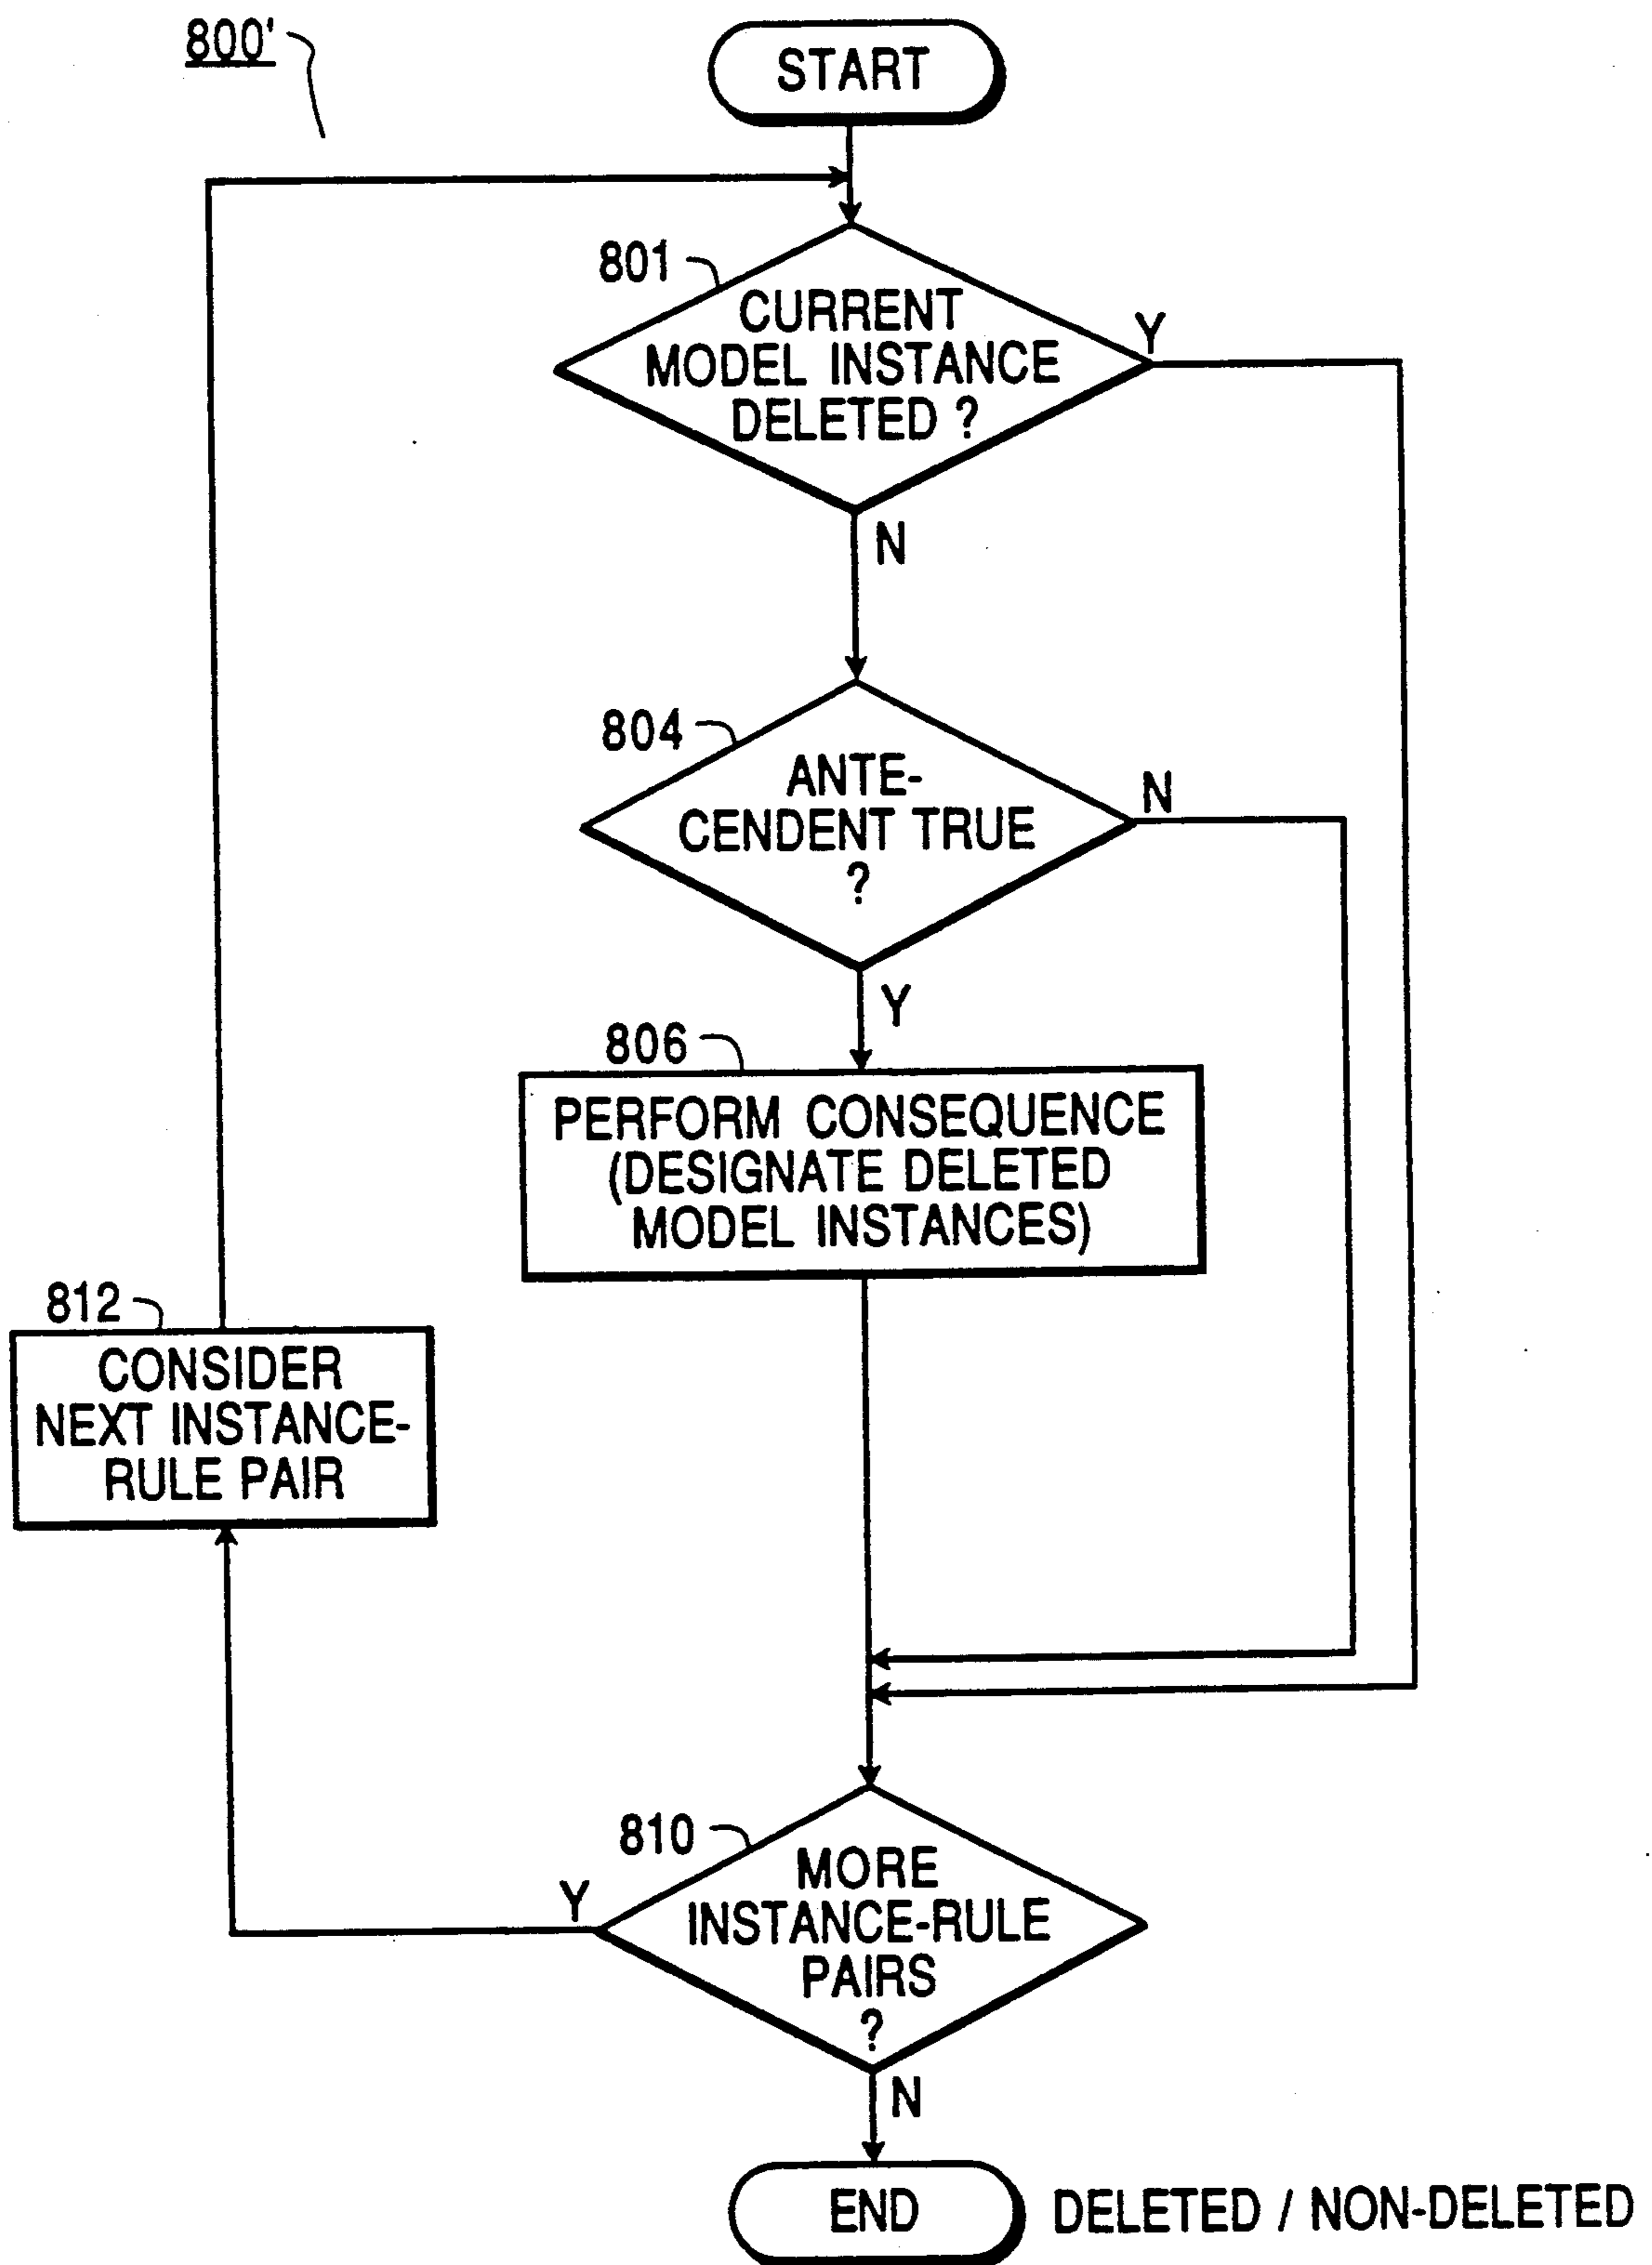 800'
START
801
CURRENT
MODEL INSTANCE
DELETED ?
Y
N
804
ANTE-
CENDENT TRUE
?
N
Y
806
PERFORM CONSEQUENCE
(DESIGNATE DELETED
MODEL INSTANCES)
812
CONSIDER
NEXT INSTANCE-
RULE PAIR
810
MORE
INSTANCE-RULE
PAIRS
?
Y
N
END
DELETED / NON-DELETED